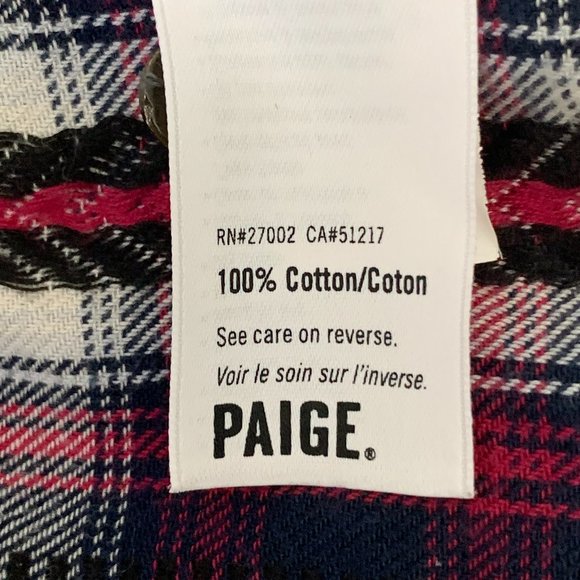 RN#27002 CA#51217
100% Cotton/Coton
See care on reverse.
Voir le soin sur l'inverse.
PAIGE®